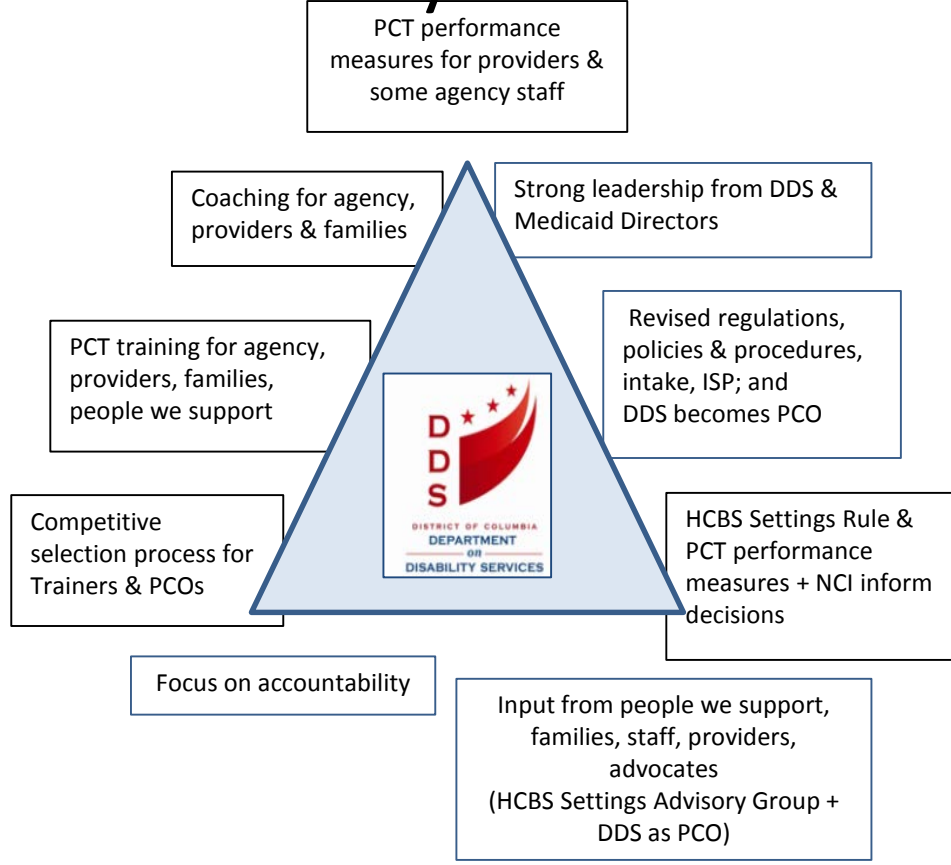 PCT performance
measures for providers &
some agency staff
Coaching for agency,
providers & families
Strong leadership from DDS &
Medicaid Directors
PCT training for agency,
providers, families,
people we support
Revised regulations,
policies & procedures,
intake, ISP; and
DDS becomes PCO
D
D
S
DISTRICT OF COLUMBIA
DEPARTMENT
on
DISABILITY SERVICES
Competitive
selection process for
Trainers & PCOs
HCBS Settings Rule &
PCT performance
measures + NCI inform
decisions
Focus on accountability
Input from people we support,
families, staff, providers,
advocates
(HCBS Settings Advisory Group +
DDS as PCO)